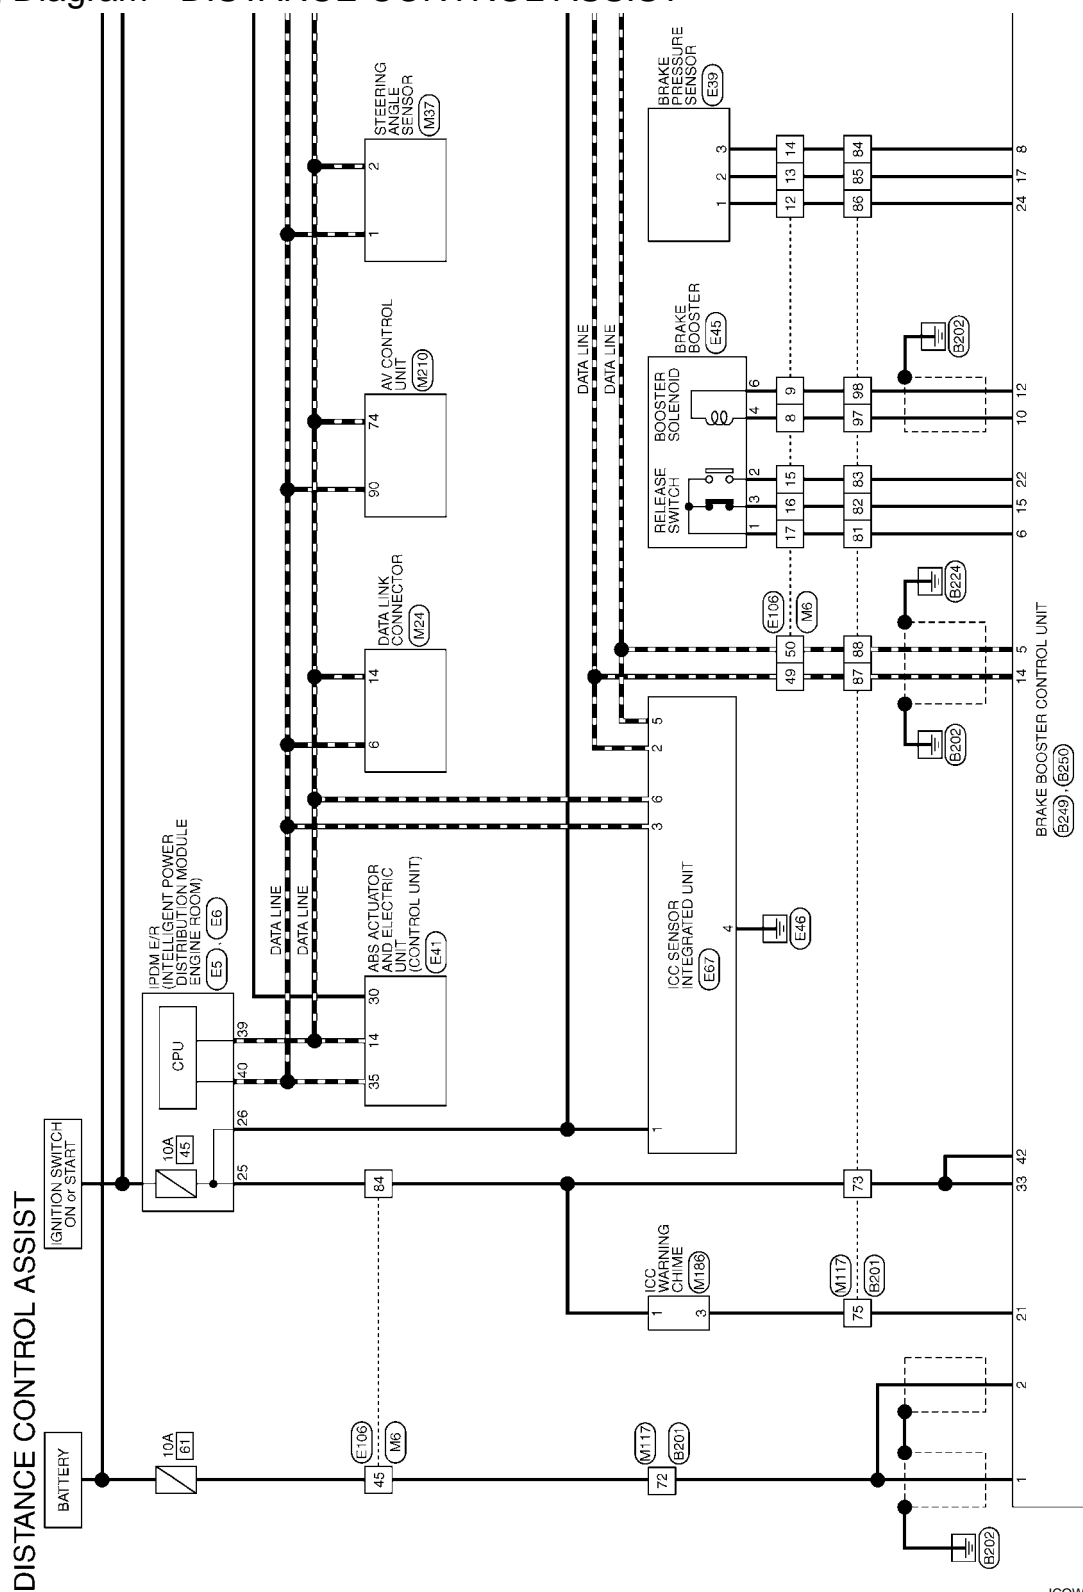 DISTANCE CONTROL ASSIST
BATTERY
IGNITION SWITCH
ON or START
10A
61
10A
45
CPU
IPDM E/R
(INTELLIGENT POWER
DISTRIBUTION MODULE
ENGINE ROOM)
E5 , E6
25
26
40
39
DATA LINE
DATA LINE
E106
M6
45
84
35
14
30
ABS ACTUATOR
AND ELECTRIC
UNIT
(CONTROL UNIT)
E41
6
14
DATA LINK
CONNECTOR
M24
90
74
AV CONTROL
UNIT
M210
1
2
STEERING
ANGLE
SENSOR
M37
DATA LINE
DATA LINE
M117
B201
72
1
3
ICC
WARNING
CHIME
M186
1
3
6
2
5
ICC SENSOR
INTEGRATED UNIT
E67
4
E46
RELEASE
SWITCH
BOOSTER
SOLENOID
BRAKE
BOOSTER
E45
1
3
2
4
6
BRAKE
PRESSURE
SENSOR
E39
1
2
3
49
50
E106
M6
17
16
15
8
9
12
13
14
75
M117
B201
73
87
88
81
82
83
97
98
86
85
84
B202
B202
B224
B202
1
2
21
33
42
14
5
6
15
22
10
12
24
17
8
BRAKE BOOSTER CONTROL UNIT
B249 , B250